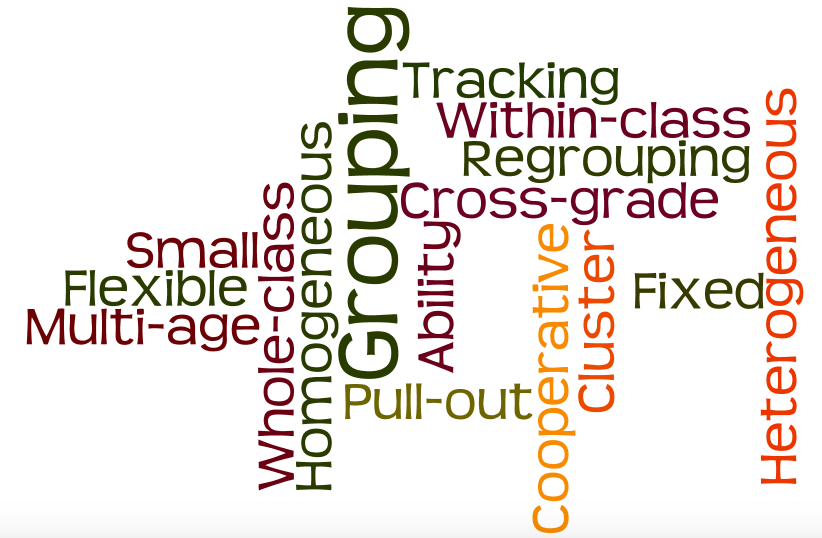 Grouping
Tracking
Within-class
Regrouping
Cross-grade
Small
Flexible
Multi-age
Whole-class
Homogeneous
Ability
Pull-out
Cooperative
Cluster
Fixed
Heterogeneous